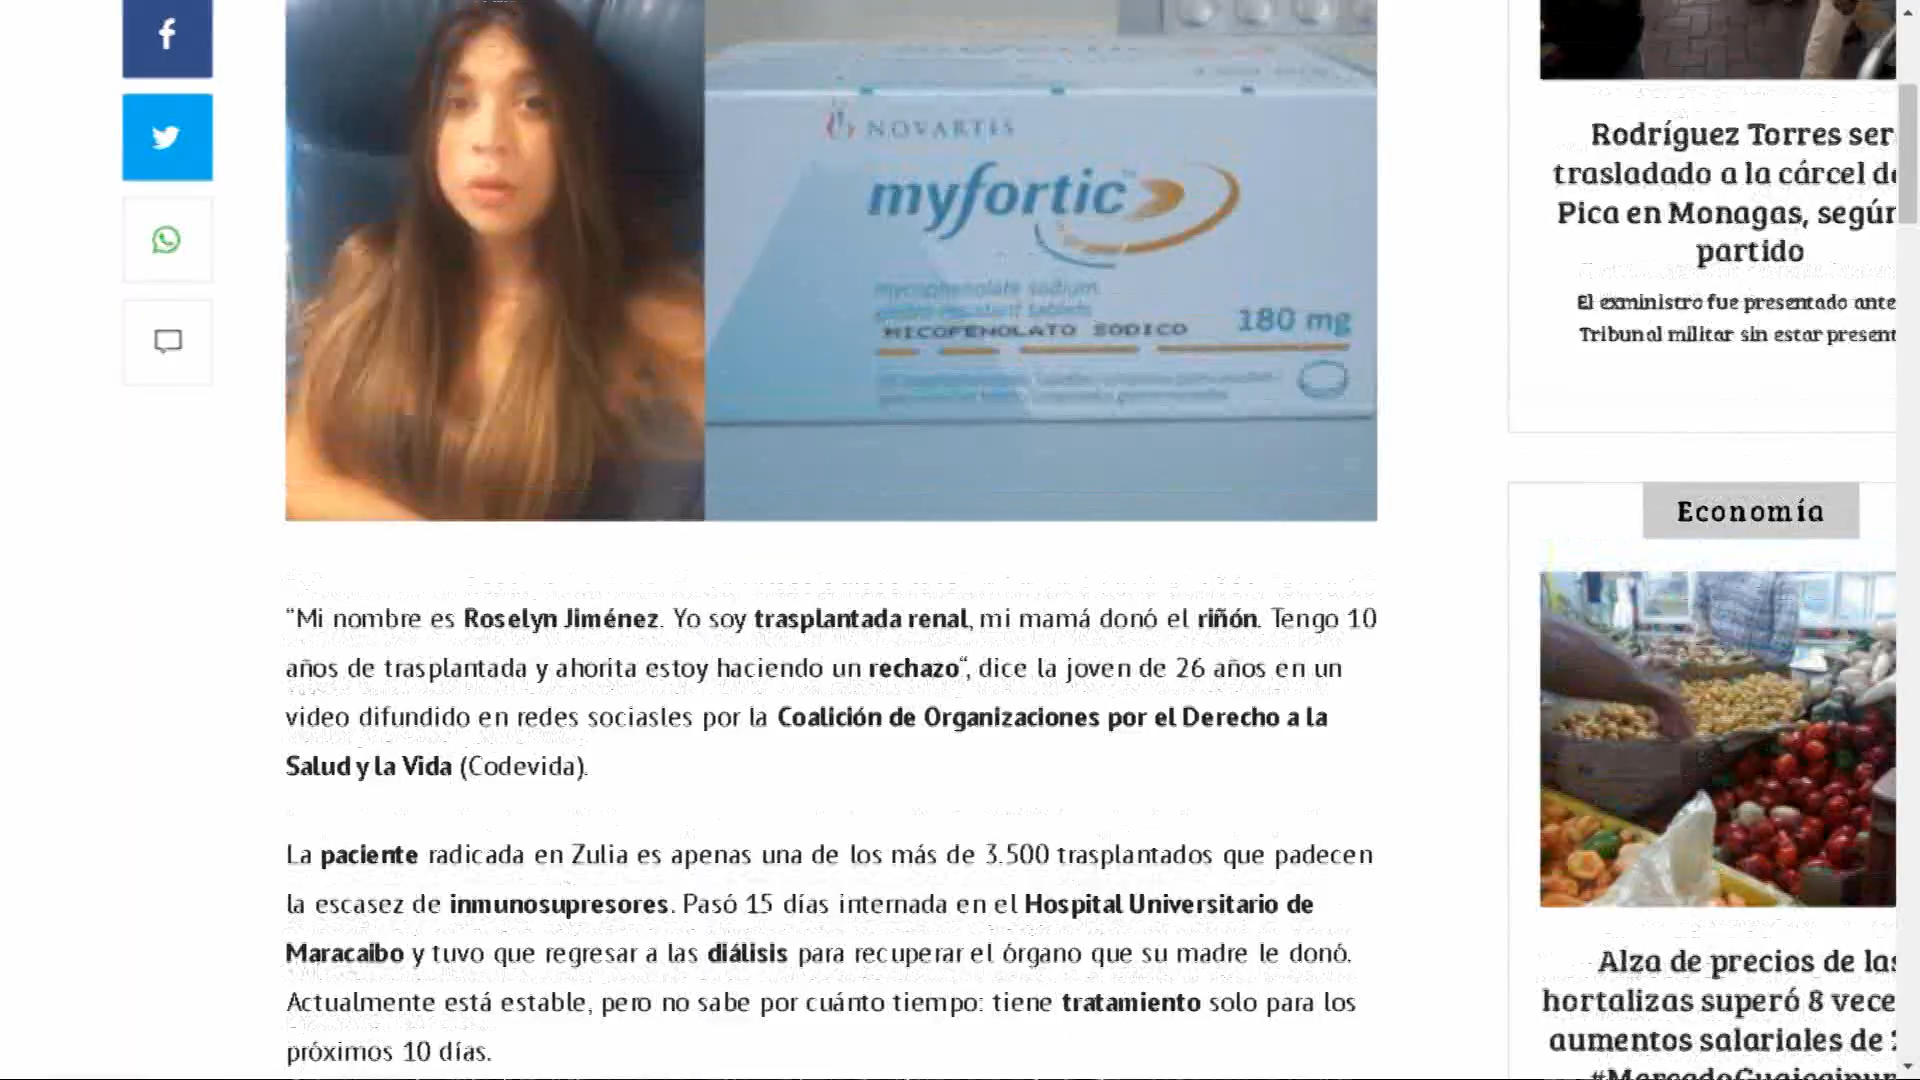 NOVARTIS
myfortic
mycophenolate sodium
MICOFENOLATO SODICO
180 mg
"Mi nombre es Roselyn Jiménez. Yo soy trasplantada renal, mi mamá donó el riñón. Tengo 10
años de trasplantada y ahorita estoy haciendo un rechazo“, dice la joven de 26 años en un
video difundido en redes sociasles por la Coalición de Organizaciones por el Derecho a la
Salud y la Vida (Codevida).
La paciente radicada en Zulia es apenas una de los más de 3.500 trasplantados que padecen
la escasez de inmunosupresores. Pasó 15 días internada en el Hospital Universitario de
Maracaibo y tuvo que regresar a las diálisis para recuperar el órgano que su madre le donó.
Actualmente está estable, pero no sabe por cuánto tiempo: tiene tratamiento solo para los
próximos 10 días.
Rodríguez Torres ser
trasladado a la cárcel de
Pica en Monagas, según
partido
El exministro fue presentado ante
Tribunal militar sin estar present
Economía
Alza de precios de las
hortalizas superó 8 vece
aumentos salariales de